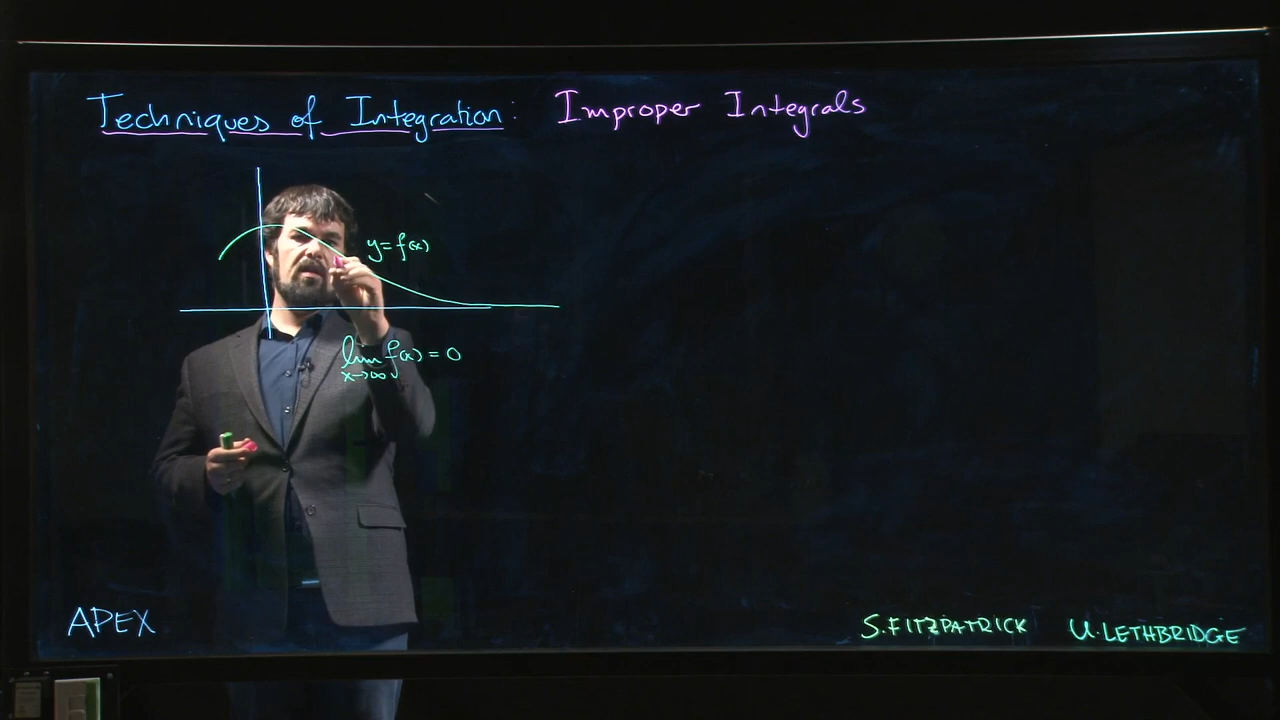 Techniques of Integration: Improper Integrals
y=f(x)
lim f(x) = 0
x→∞
APEX
S.FITZPATRICK U.LETHBRIDGE